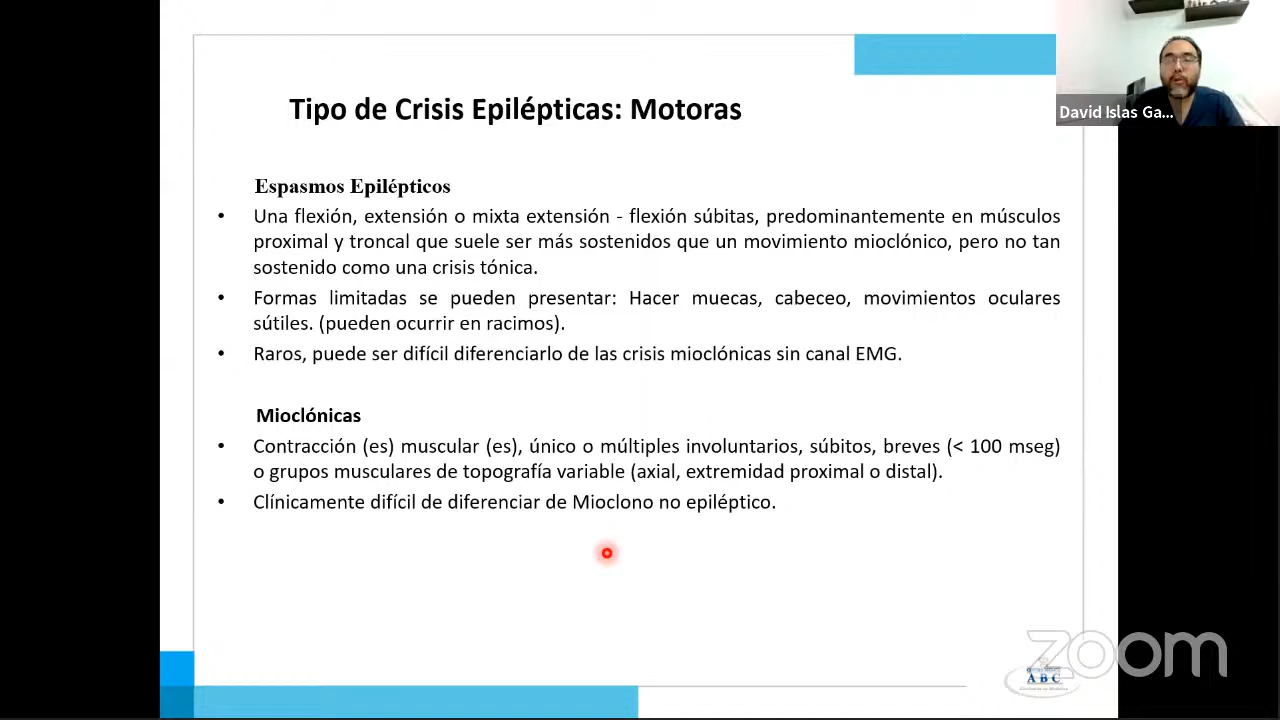 Tipo de Crisis Epilépticas: Motoras
David Islas Ga...
Espasmos Epilépticos
• Una flexión, extensión o mixta extensión - flexión súbitas, predominantemente en músculos
proximal y troncal que suele ser más sostenidos que un movimiento mioclónico, pero no tan
sostenido como una crisis tónica.
• Formas limitadas se pueden presentar: Hacer muecas, cabeceo, movimientos oculares
sútiles. (pueden ocurrir en racimos).
• Raros, puede ser difícil diferenciarlo de las crisis mioclónicas sin canal EMG.
Mioclónicas
• Contracción (es) muscular (es), único o múltiples involuntarios, súbitos, breves (< 100 mseg)
o grupos musculares de topografía variable (axial, extremidad proximal o distal).
• Clínicamente difícil de diferenciar de Mioclono no epiléptico.
zoom
ABC